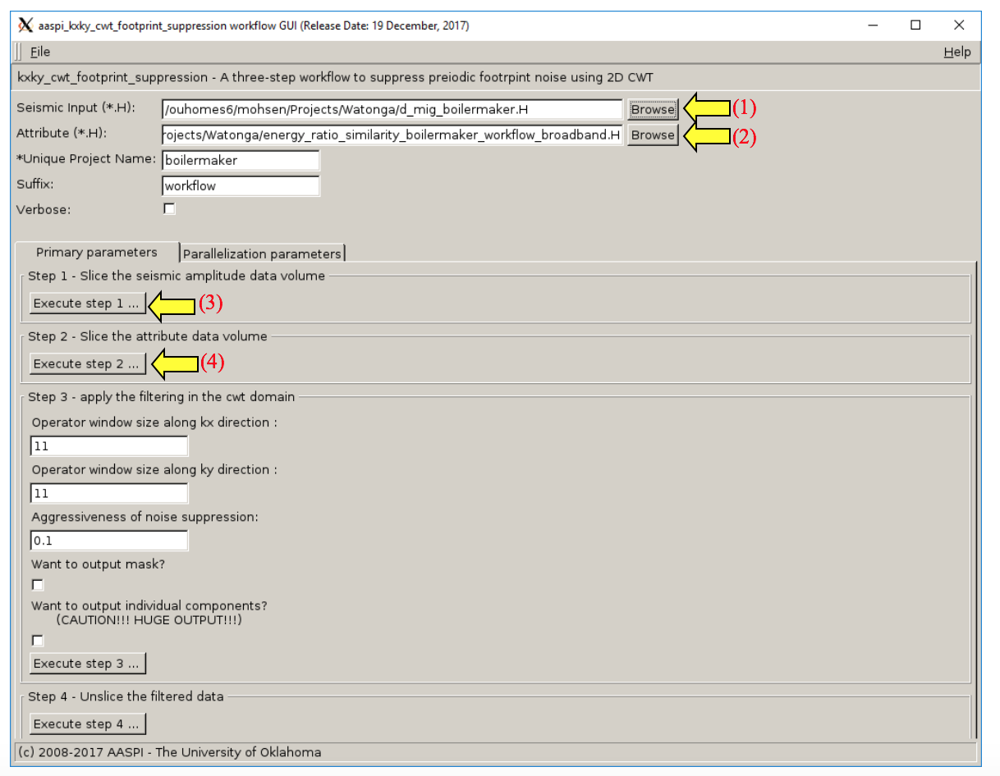 aaspi_kxky_cwt_footprint_suppression workflow GUI (Release Date: 19 December, 2017)
File Help
kxky_cwt_footprint_suppression - A three-step workflow to suppress preiodic footrpint noise using 2D CWT
Seismic Input (*.H): /ouhomes6/mohsen/Projects/Watonga/d_mig_boilermaker.H Browse (1)
Attribute (*.H): rojects/Watonga/energy_ratio_similarity_boilermaker_workflow_broadband.H Browse (2)
*Unique Project Name: boilermaker
Suffix: workflow
Verbose:
Primary parameters Parallelization parameters
Step 1 - Slice the seismic amplitude data volume
Execute step 1 ... (3)
Step 2 - Slice the attribute data volume
Execute step 2 ... (4)
Step 3 - apply the filtering in the cwt domain
Operator window size along kx direction :
11
Operator window size along ky direction :
11
Aggressiveness of noise suppression:
0.1
Want to output mask?
Want to output individual components?
(CAUTION!!! HUGE OUTPUT!!!)
Execute step 3 ...
Step 4 - Unslice the filtered data
Execute step 4 ...
(c) 2008-2017 AASPI - The University of Oklahoma